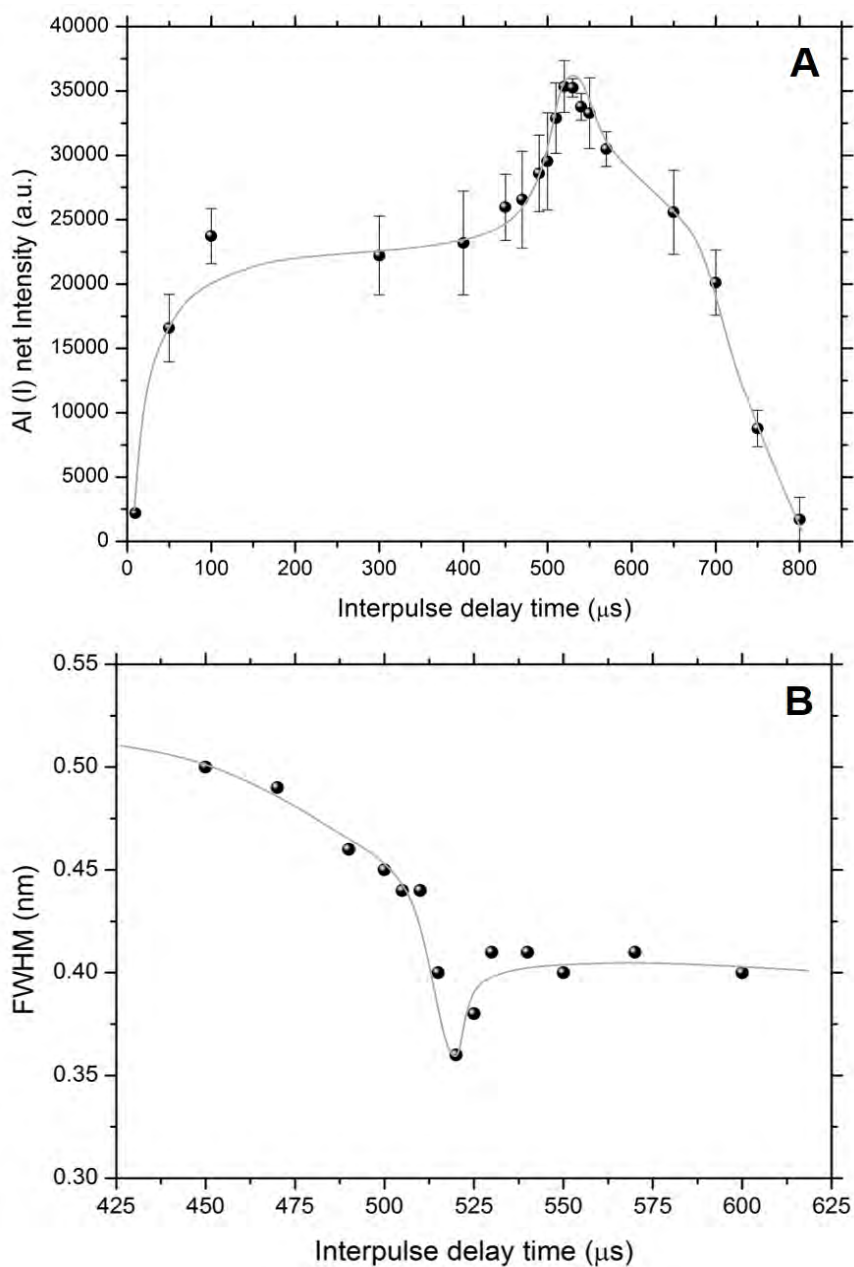 A
40000
35000
30000
25000
20000
15000
10000
5000
0
Al (I) net Intensity (a.u.)
0 100 200 300 400 500 600 700 800
Interpulse delay time (μs)
B
0.55
0.50
0.45
0.40
0.35
0.30
FWHM (nm)
425 450 475 500 525 550 575 600 625
Interpulse delay time (μs)